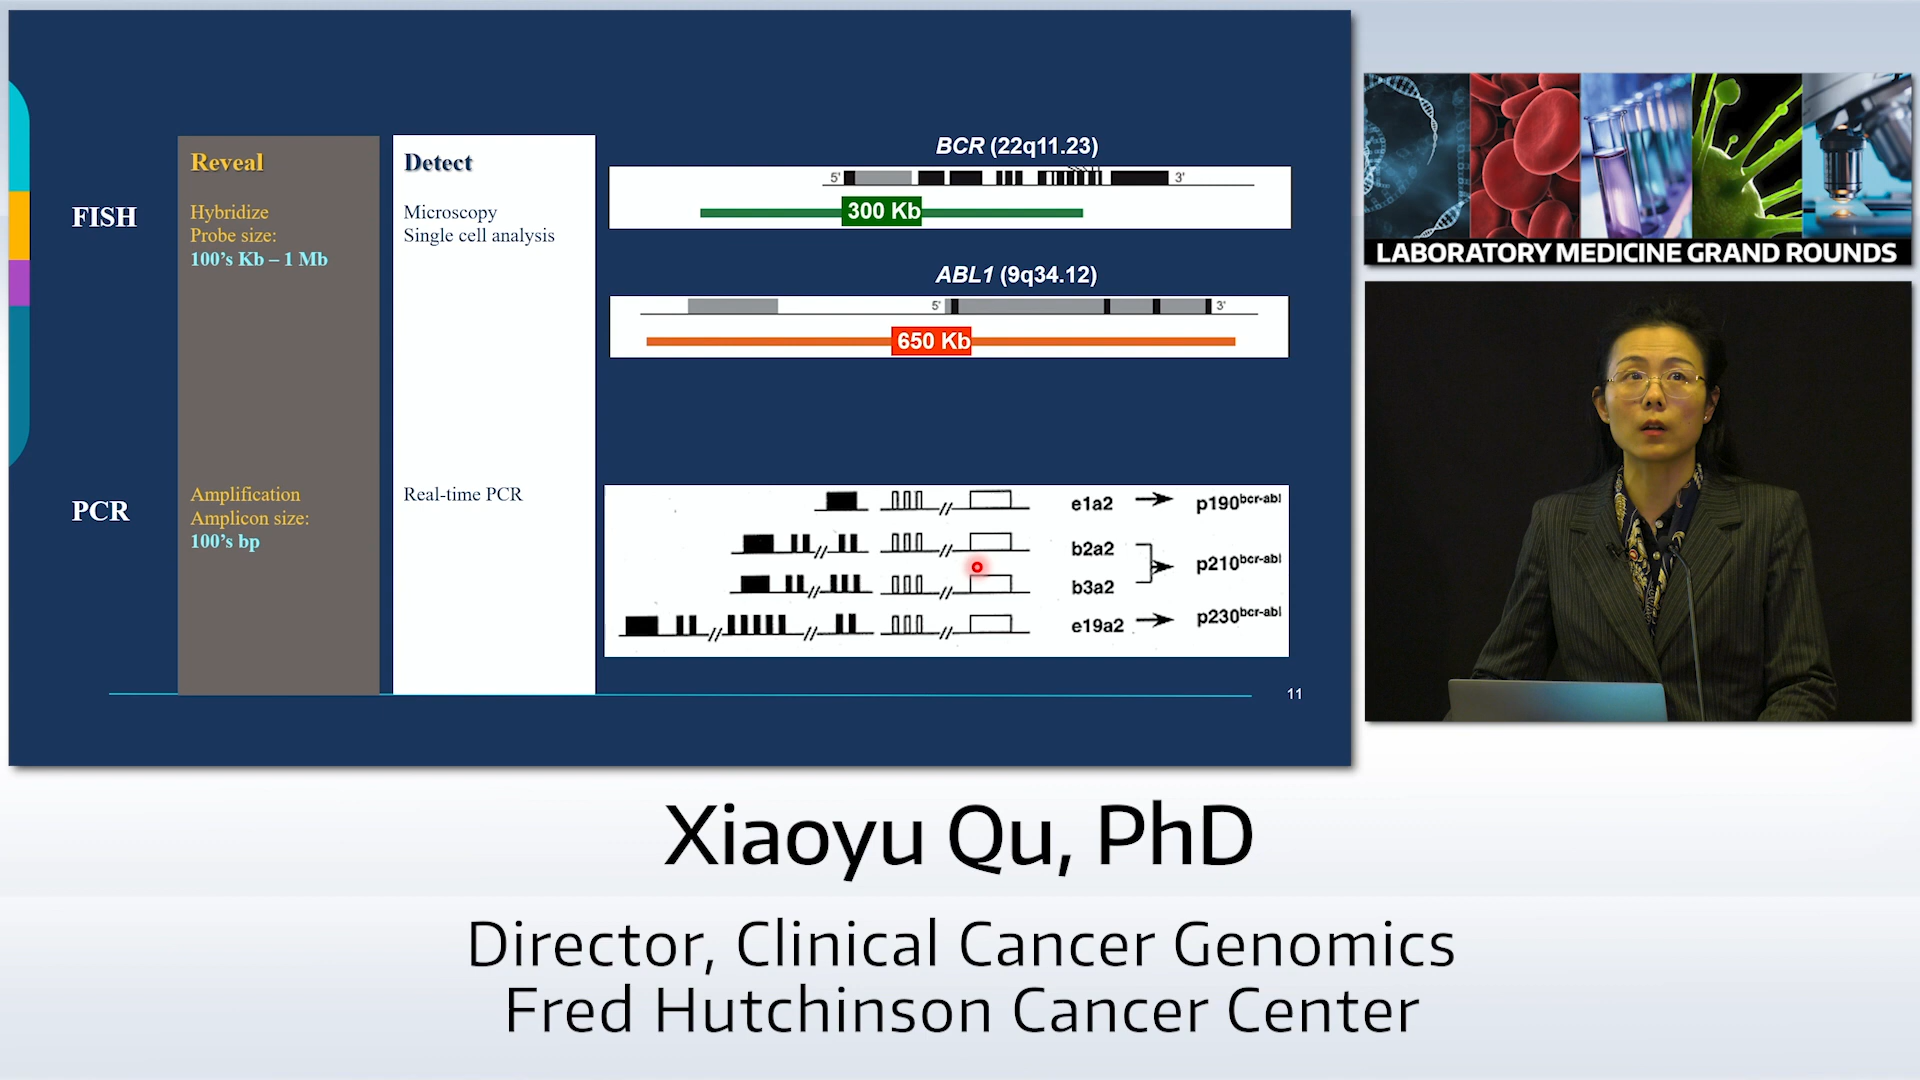 FISH
Reveal
Hybridize
Probe size:
100's Kb – 1 Mb
Detect
Microscopy
Single cell analysis
BCR (22q11.23)
5' 3'
300 Kb
ABL1 (9q34.12)
5' 3'
650 Kb
PCR
Amplification
Amplicon size:
100's bp
Real-time PCR
e1a2 p190bcr-abl
b2a2
p210bcr-abl
b3a2
e19a2 p230bcr-abl
11
LABORATORY MEDICINE GRAND ROUNDS
Xiaoyu Qu, PhD
Director, Clinical Cancer Genomics
Fred Hutchinson Cancer Center